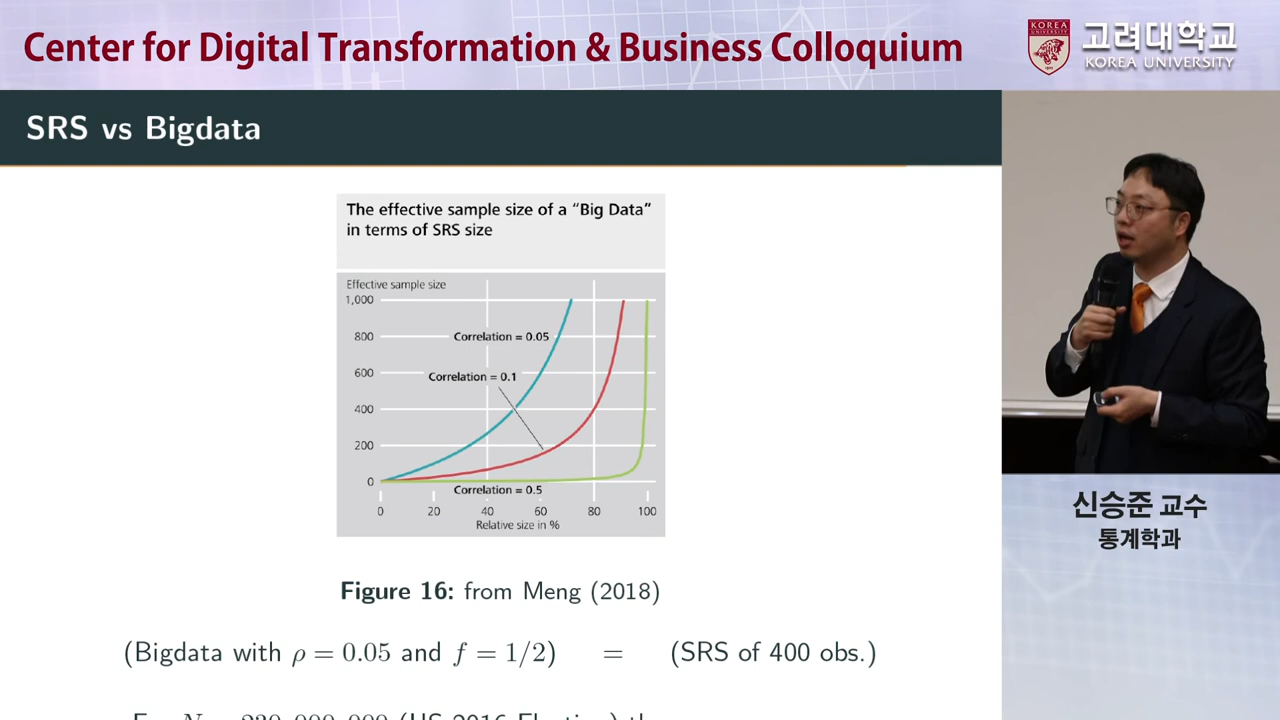 Center for Digital Transformation & Business Colloquium
KOREA UNIVERSITY
고려대학교
KOREA UNIVERSITY
SRS vs Bigdata
The effective sample size of a “Big Data”
in terms of SRS size
Effective sample size
1,000
800
600
400
200
0
Correlation = 0.05
Correlation = 0.1
Correlation = 0.5
0 20 40 60 80 100
Relative size in %
Figure 16: from Meng (2018)
(Bigdata with ρ = 0.05 and f = 1/2) = (SRS of 400 obs.)
신승준 교수
통계학과